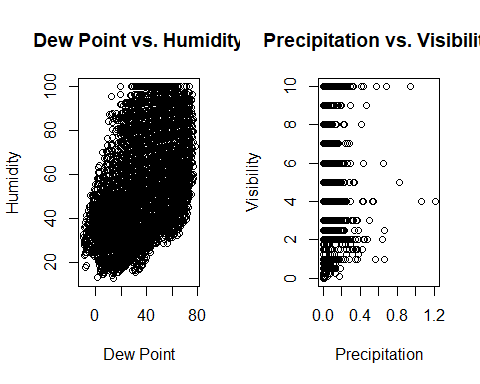 Dew Point vs. Humidity
Humidity
20 40 60 80 100
0 40 80
Dew Point
Precipitation vs. Visibilit
Visibility
0 2 4 6 8 10
0.0 0.4 0.8 1.2
Precipitation